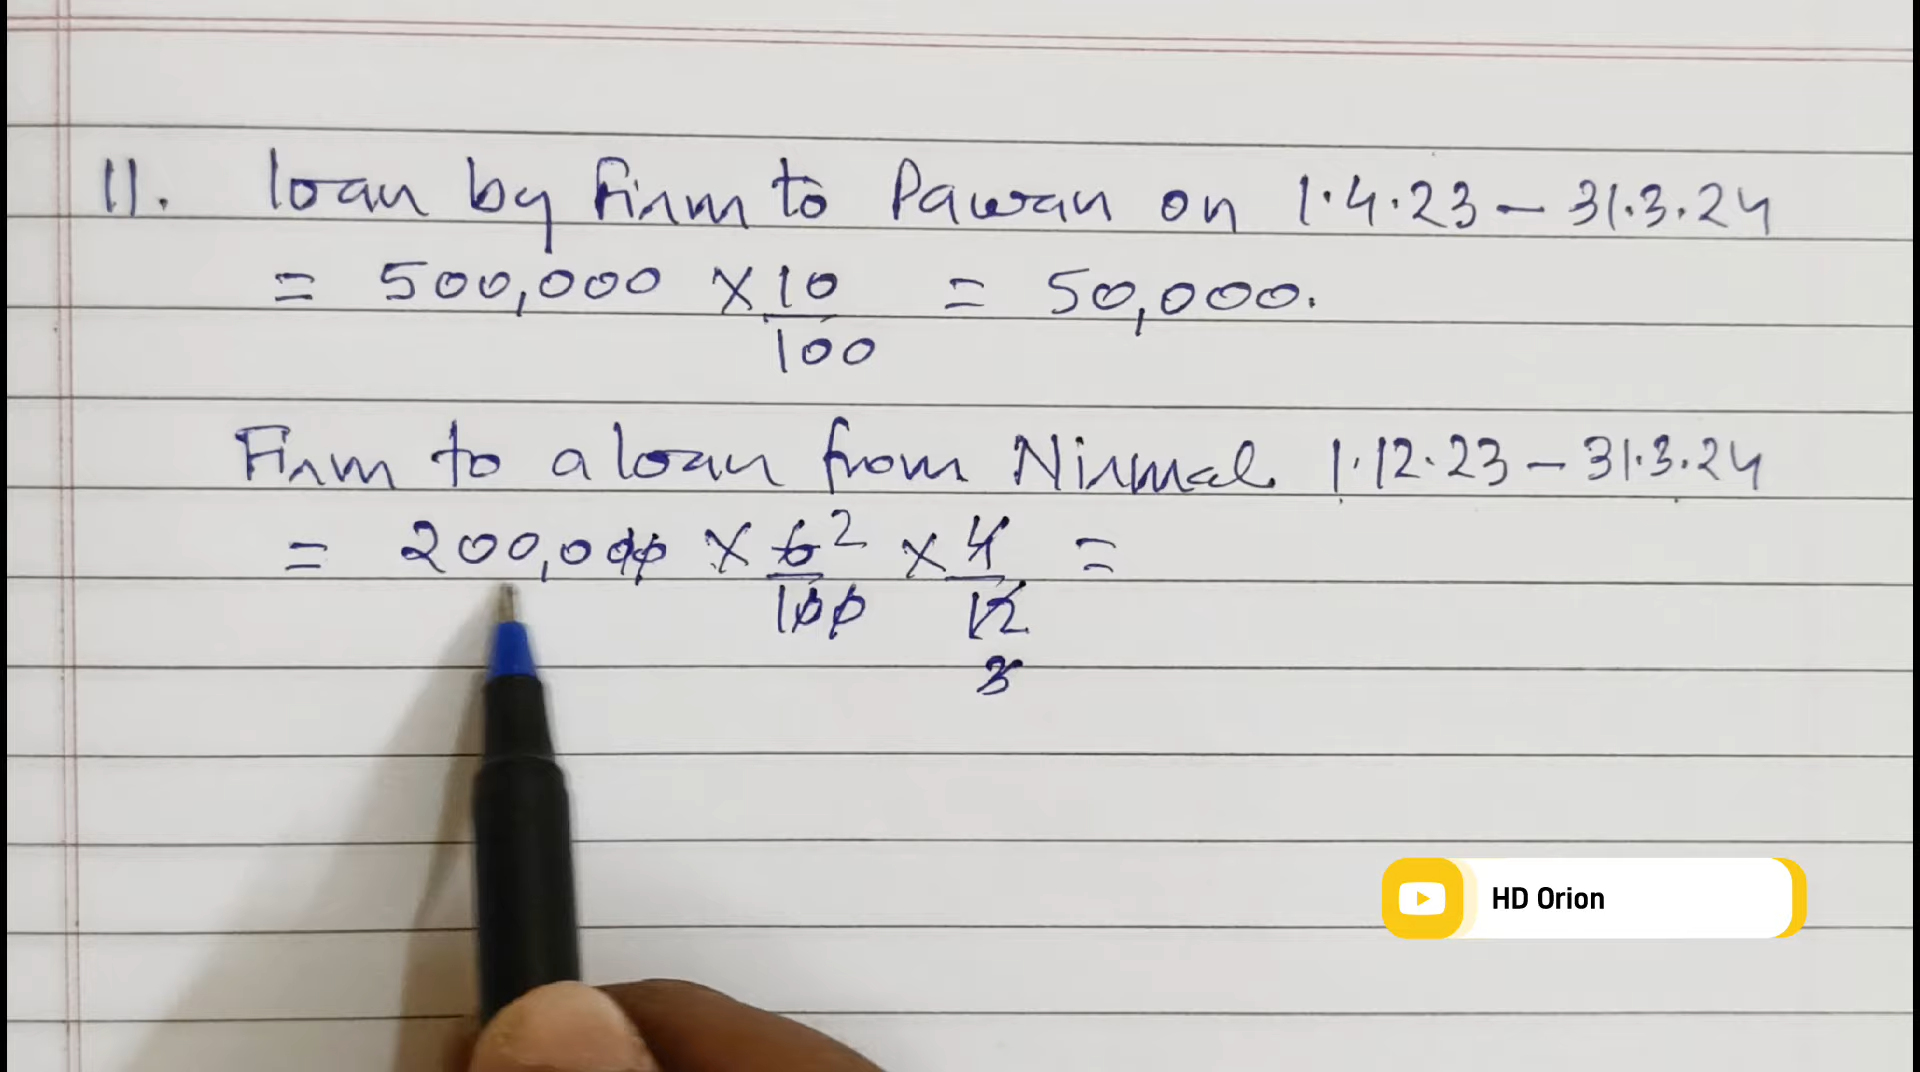 11. loan by Firm to Pawan on 1.4.23 - 31.3.24
= 500,000 × 10/100 = 50,000.
Firm to a loan from Nirmal 1.12.23 - 31.3.24
= 200,000 × 6 2/100 × 4/12 =
3
HD Orion